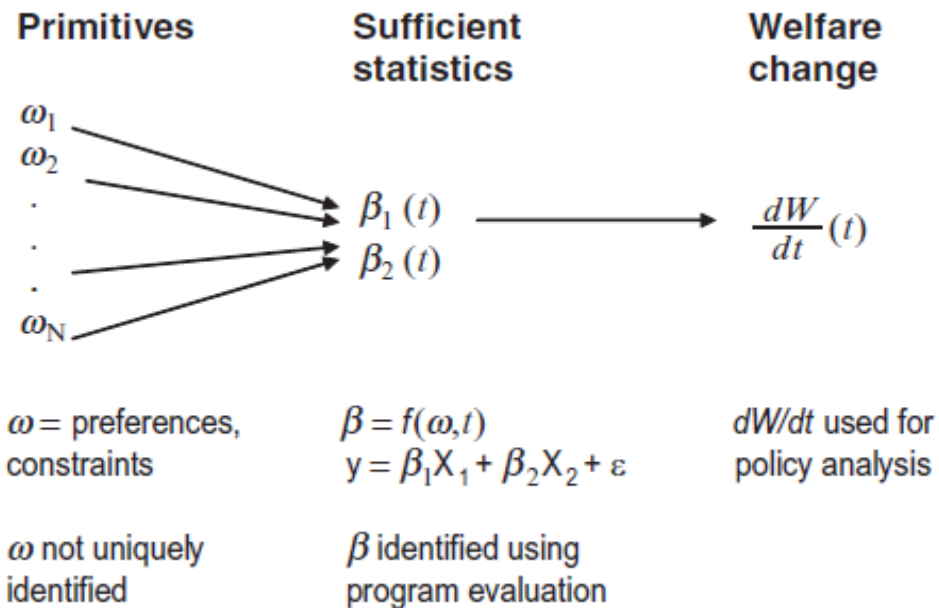 Primitives
Sufficient
statistics
Welfare
change
ω₁
ω₂
.
.
.
ω_N
β₁ (t)
β₂ (t)
dW/dt (t)
ω = preferences,
constraints
β = f(ω,t)
y = β₁X₁ + β₂X₂ + ε
dW/dt used for
policy analysis
ω not uniquely
identified
β identified using
program evaluation